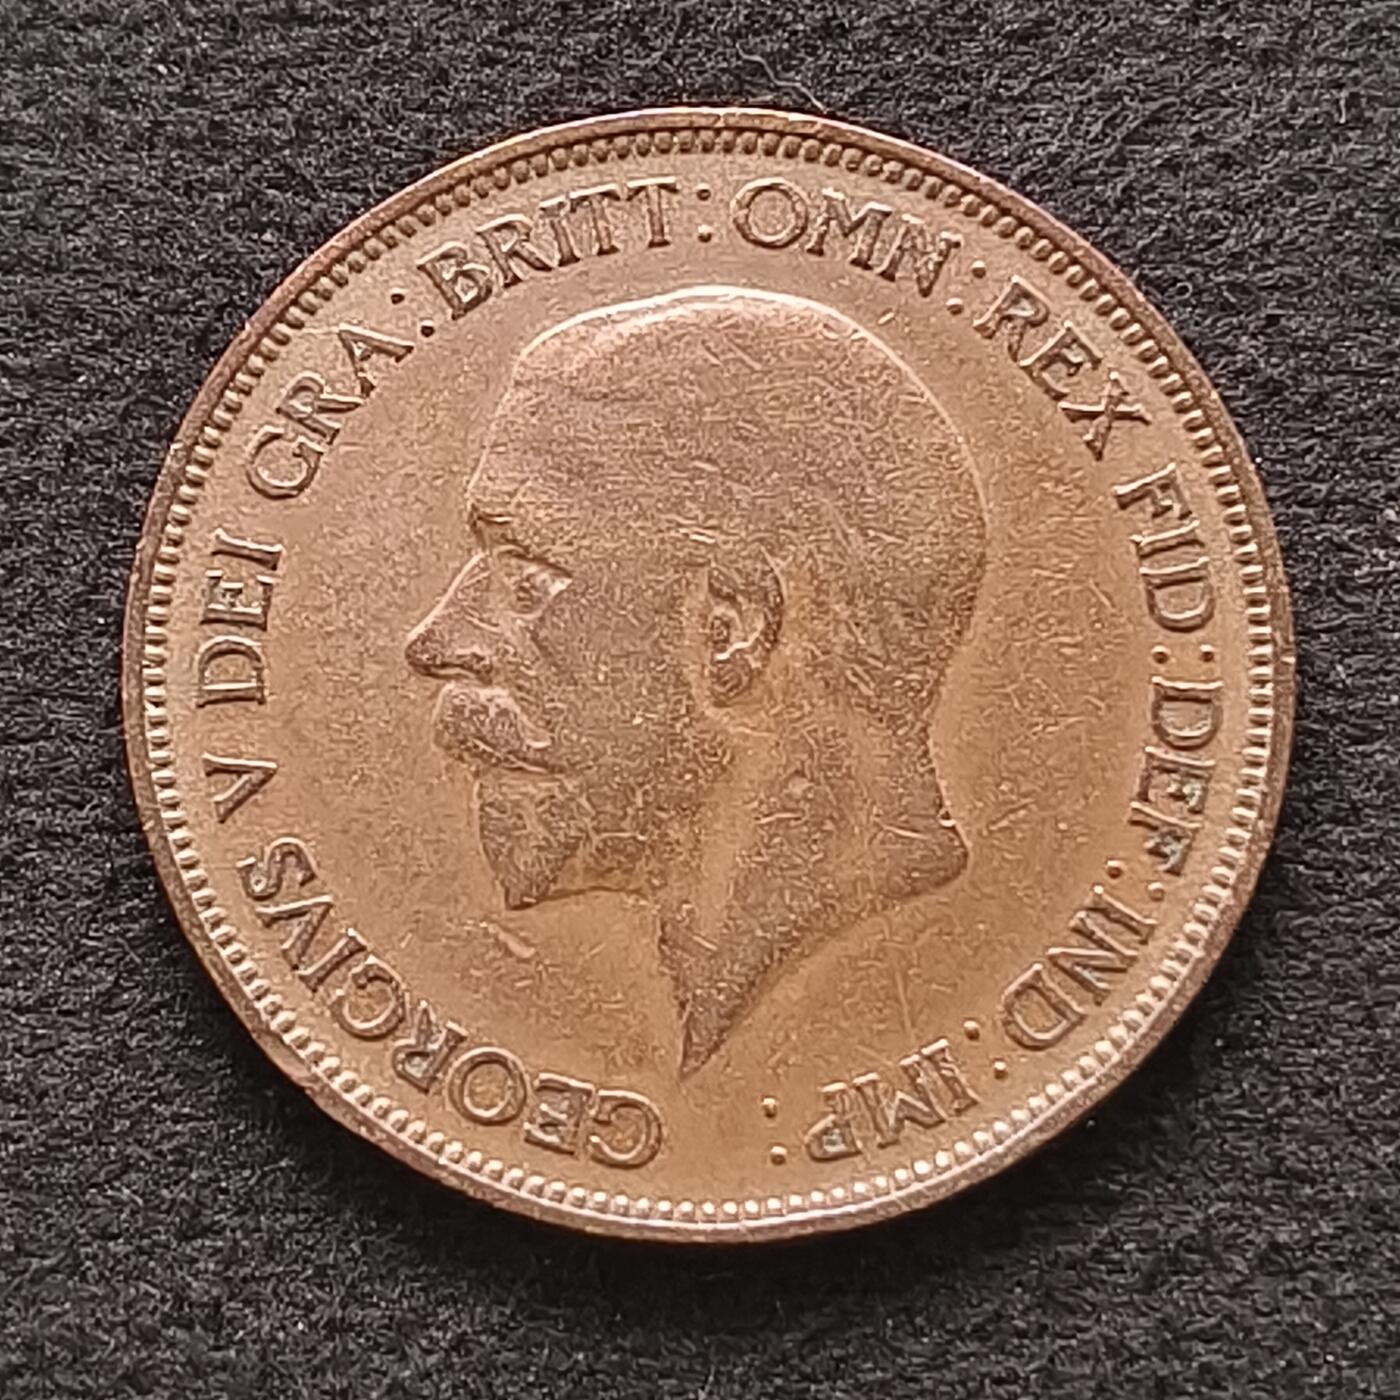 GEORGIVS V DEI GRA: BRITT: OMN: REX FID: DEF: IND: IMP: